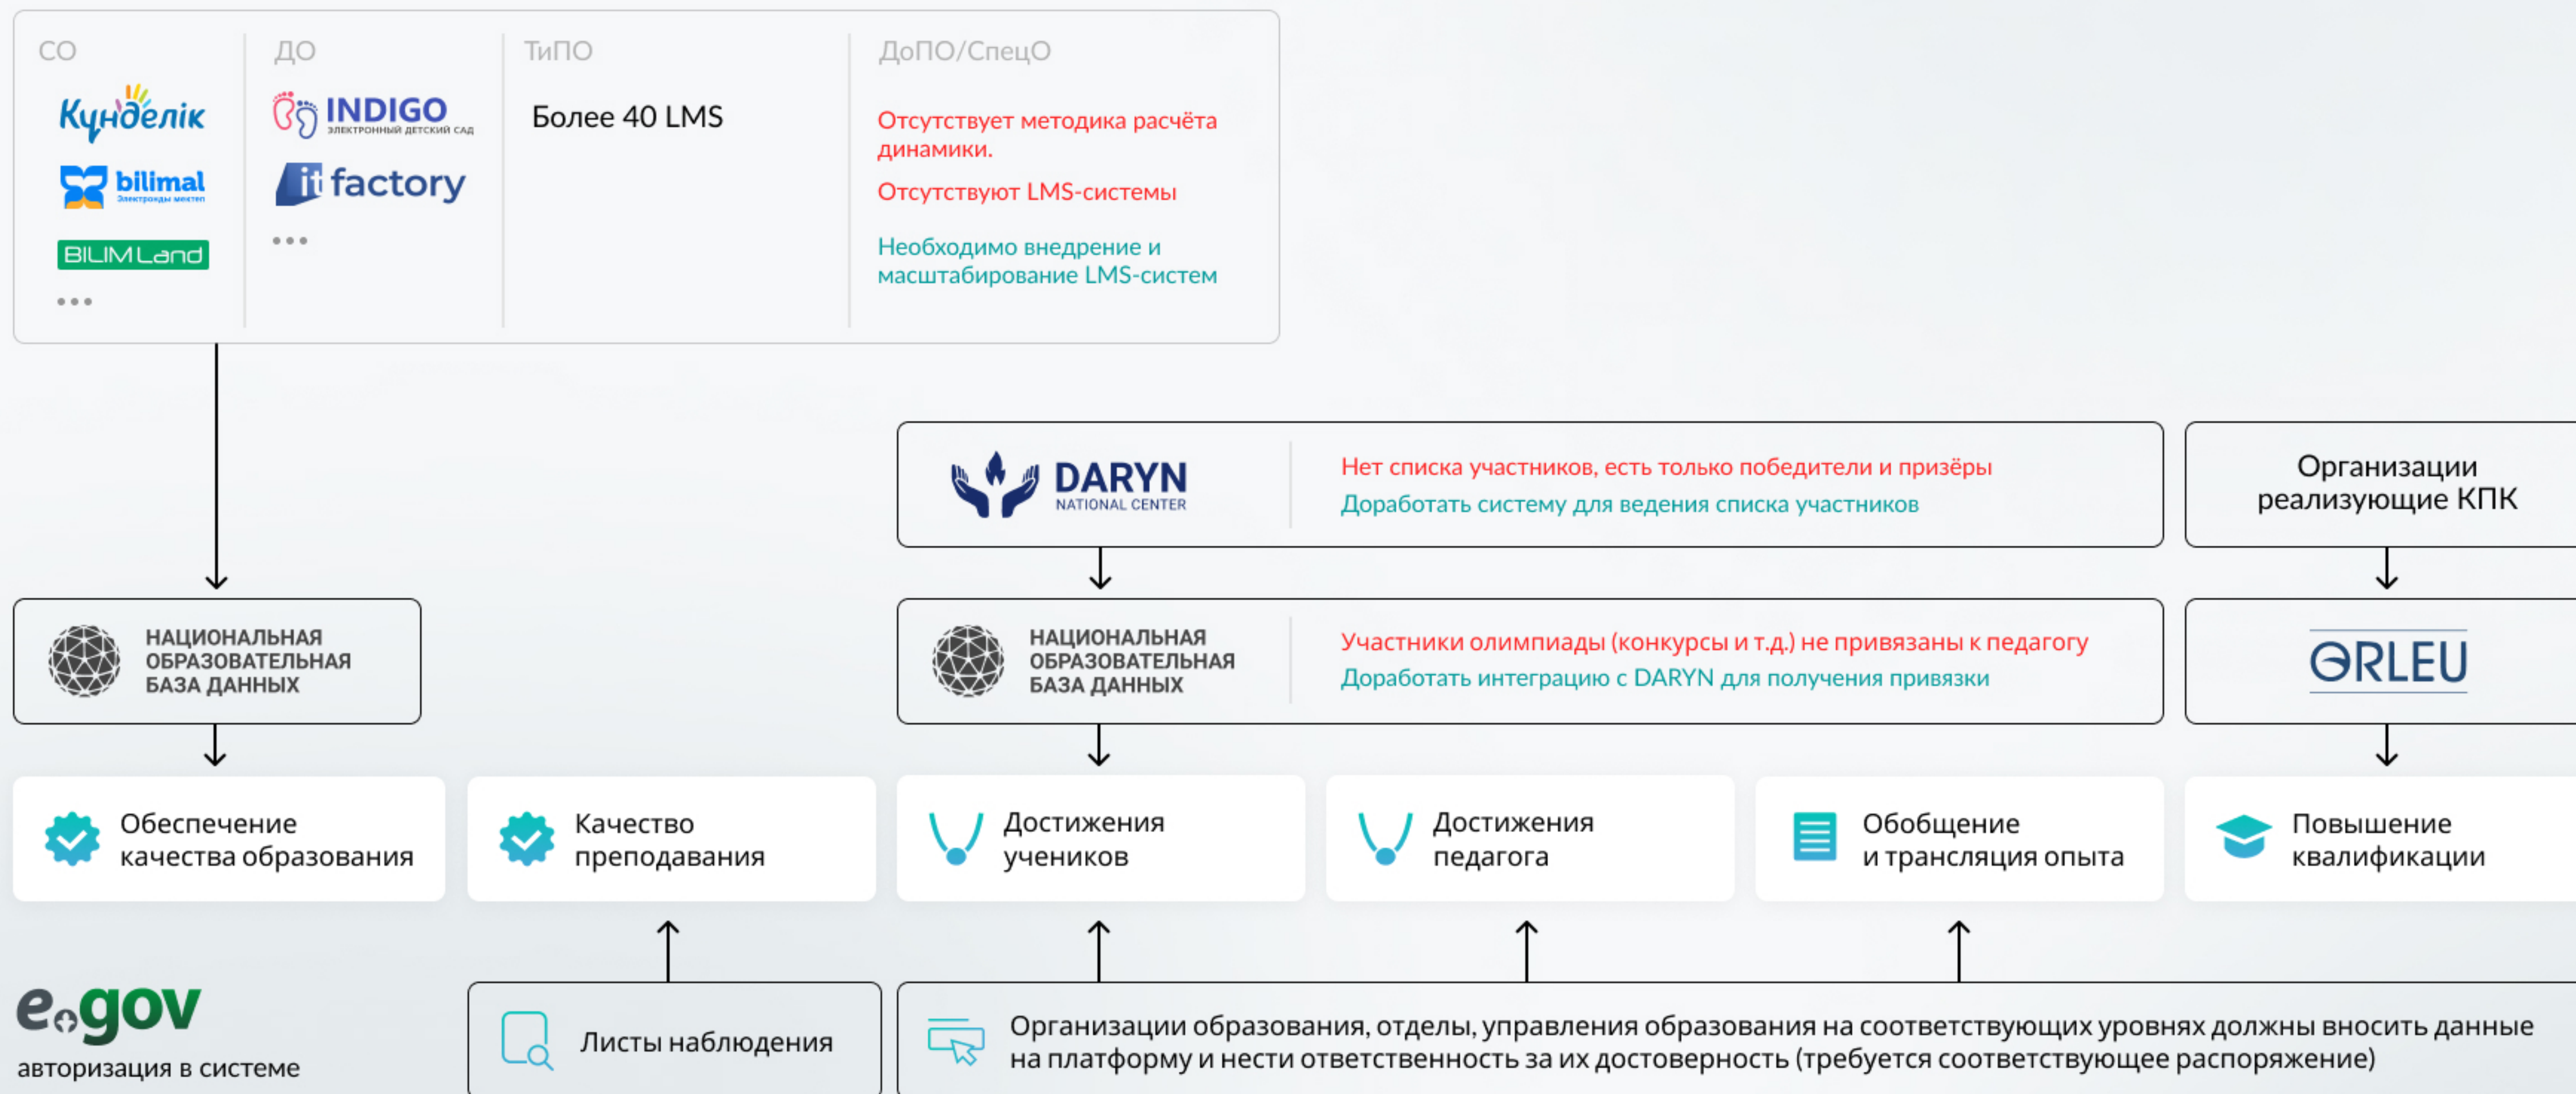 СО
Күнделік
bilimal
Электронды мектеп
BILIM Land
ДО
INDIGO
ЭЛЕКТРОННЫЙ ДЕТСКИЙ САД
it factory
ТиПО
Более 40 LMS
ДоПО/СпецО
Отсутствует методика расчёта
динамики.
Отсутствуют LMS-системы
Необходимо внедрение и
масштабирование LMS-систем
DARYN
NATIONAL CENTER
Нет списка участников, есть только победители и призёры
Доработать систему для ведения списка участников
Организации
реализующие КПК
НАЦИОНАЛЬНАЯ
ОБРАЗОВАТЕЛЬНАЯ
БАЗА ДАННЫХ
НАЦИОНАЛЬНАЯ
ОБРАЗОВАТЕЛЬНАЯ
БАЗА ДАННЫХ
Участники олимпиады (конкурсы и т.д.) не привязаны к педагогу
Доработать интеграцию с DARYN для получения привязки
ORLEU
Обеспечение
качества образования
Качество
преподавания
Достижения
учеников
Достижения
педагога
Обобщение
и трансляция опыта
Повышение
квалификации
e.gov
авторизация в системе
Листы наблюдения
Организации образования, отделы, управления образования на соответствующих уровнях должны вносить данные
на платформу и нести ответственность за их достоверность (требуется соответствующее распоряжение)